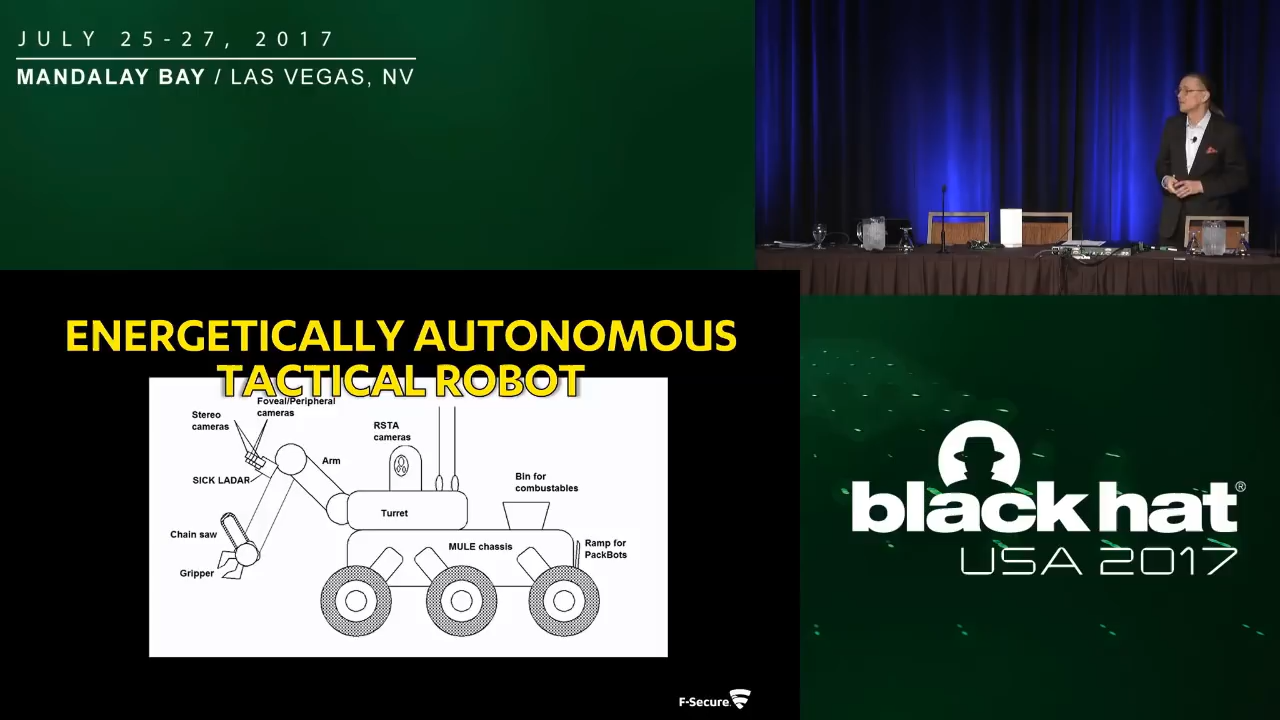 JULY 25-27, 2017
MANDALAY BAY / LAS VEGAS, NV
ENERGETICALLY AUTONOMOUS
TACTICAL ROBOT
Foveal/Peripheral
cameras
Stereo
cameras
RSTA
cameras
Arm
SICK LADAR
Bin for
combustables
Turret
Chain saw
MULE chassis
Ramp for
PackBots
Gripper
F-Secure
black hat®
USA 2017